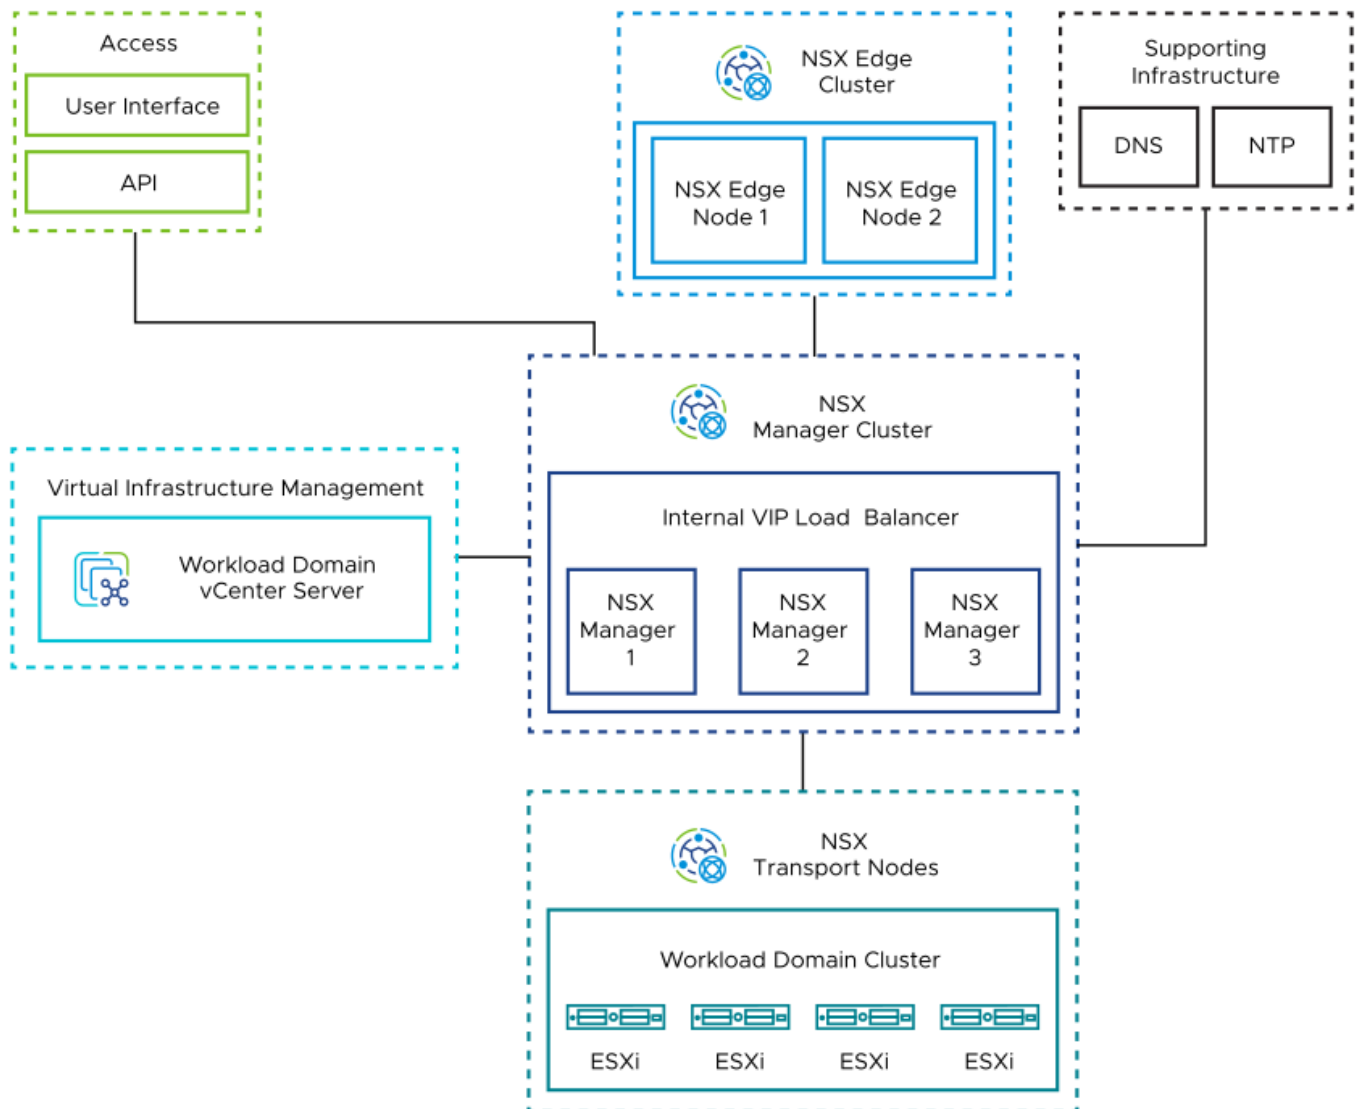 Access
User Interface
API
NSX Edge
Cluster
NSX Edge
Node 1
NSX Edge
Node 2
Supporting
Infrastructure
DNS
NTP
NSX
Manager Cluster
Internal VIP Load Balancer
NSX
Manager
1
NSX
Manager
2
NSX
Manager
3
Virtual Infrastructure Management
Workload Domain
vCenter Server
NSX
Transport Nodes
Workload Domain Cluster
ESXi
ESXi
ESXi
ESXi